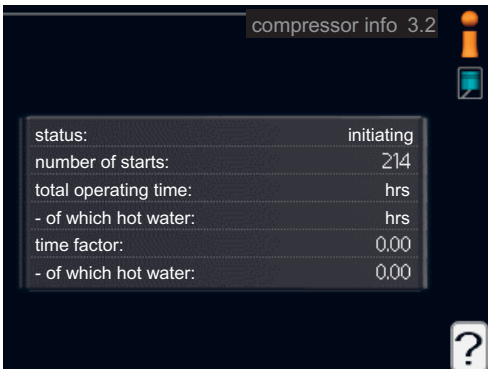 compressor info 3.2
status: initiating
number of starts: 214
total operating time: hrs
- of which hot water: hrs
time factor: 0.00
- of which hot water: 0.00
?